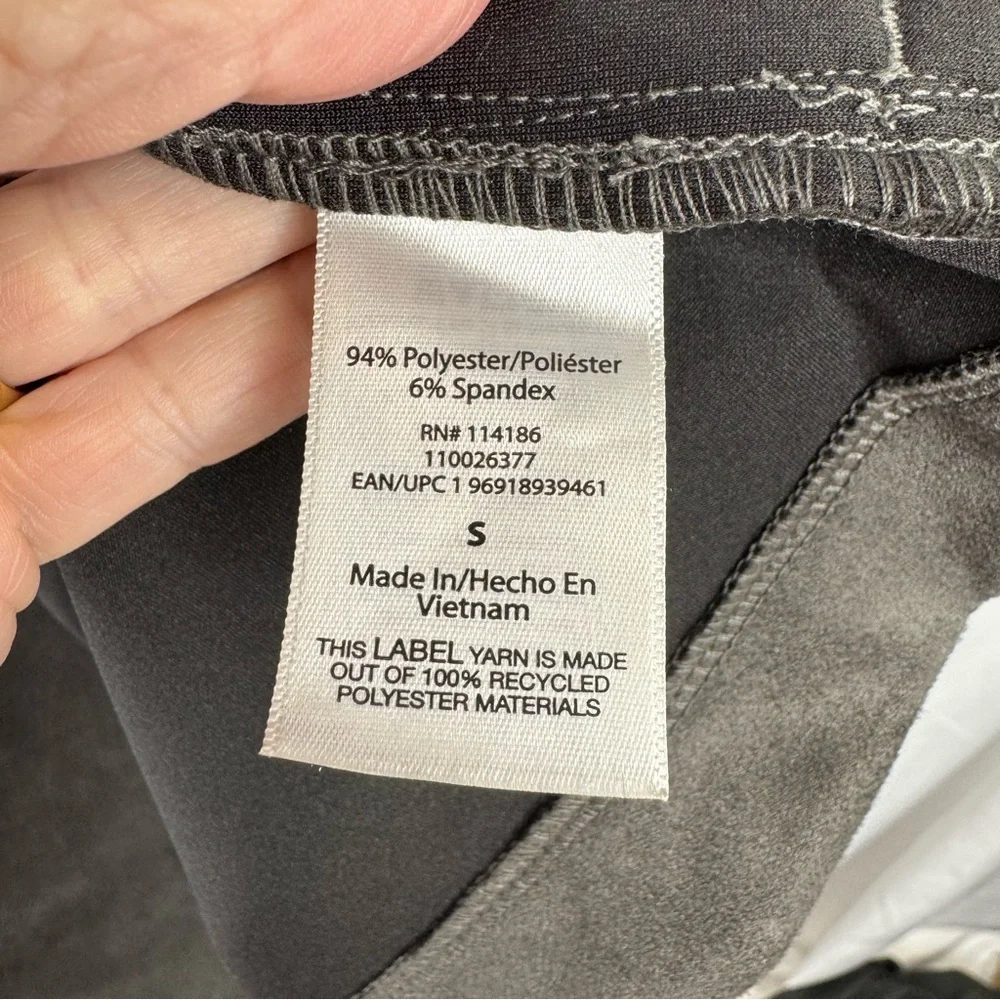 94% Polyester/Poliéster
6% Spandex
RN# 114186
110026377
EAN/UPC 1 96918939461
S
Made In/Hecho En
Vietnam
THIS LABEL YARN IS MADE
OUT OF 100% RECYCLED
POLYESTER MATERIALS